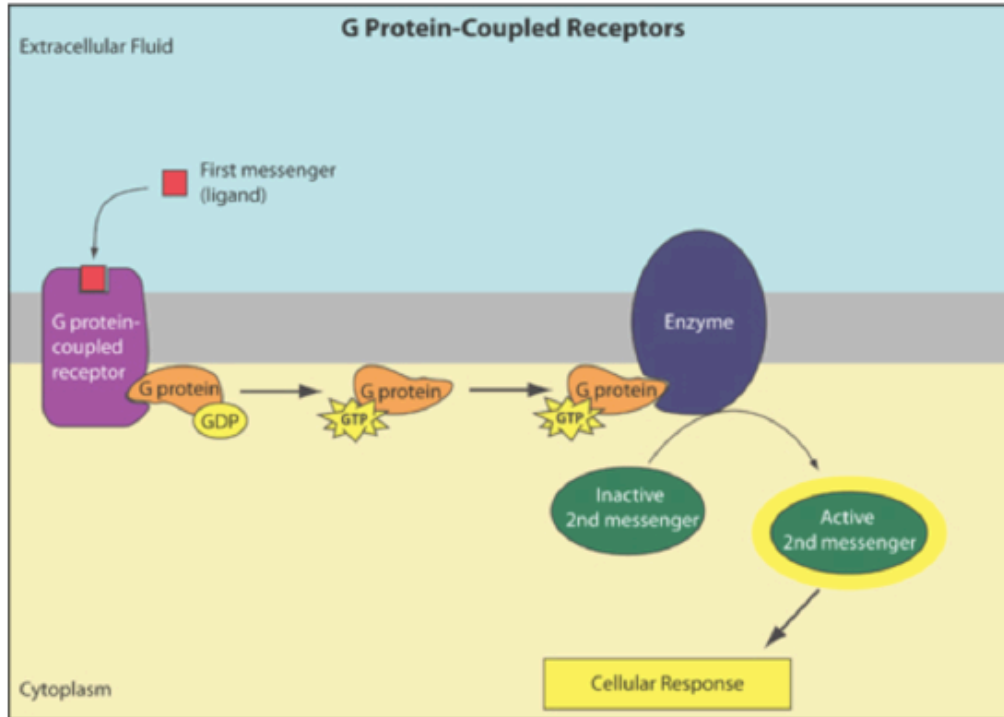 G Protein-Coupled Receptors
Extracellular Fluid
First messenger
(ligand)
G protein-
coupled
receptor
G protein
GDP
G protein
GTP
G protein
GTP
Enzyme
Inactive
2nd messenger
Active
2nd messenger
Cellular Response
Cytoplasm